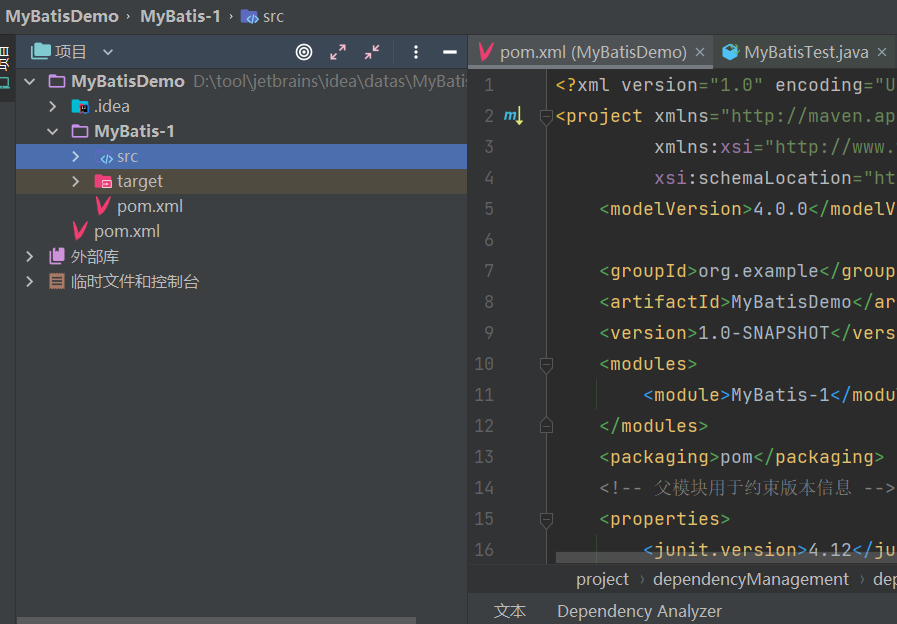 MyBatisDemo › MyBatis-1 › src
项目
项目
MyBatisDemo D:\tool\jetbrains\idea\datas\MyBatis
.idea
MyBatis-1
src
target
pom.xml
pom.xml
外部库
临时文件和控制台
pom.xml (MyBatisDemo) ×
MyBatisTest.java ×
1 <?xml version="1.0" encoding="U
2 <project xmlns="http://maven.ap
3 xmlns:xsi="http://www.
4 xsi:schemaLocation="ht
5 <modelVersion>4.0.0</modelV
6
7 <groupId>org.example</group
8 <artifactId>MyBatisDemo</ar
9 <version>1.0-SNAPSHOT</vers
10 <modules>
11 <module>MyBatis-1</modu
12 </modules>
13 <packaging>pom</packaging>
14 <!-- 父模块用于约束版本信息 -->
15 <properties>
16 <junit.version>4.12</ju
project › dependencyManagement › dep
文本 Dependency Analyzer